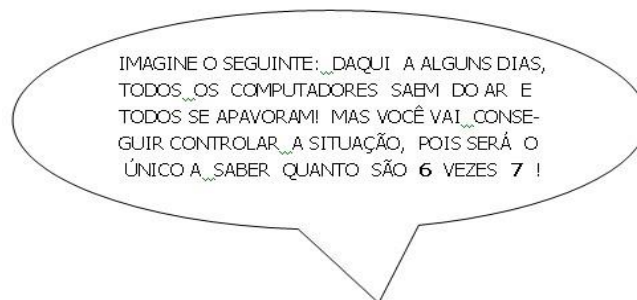 IMAGINE O SEGUINTE: DAQUI A ALGUNS DIAS,
TODOS OS COMPUTADORES SAEM DO AR E
TODOS SE APAVORAM! MAS VOCÊ VAI CONSE-
GUIR CONTROLAR A SITUAÇÃO, POIS SERÁ O
ÚNICO A SABER QUANTO SÃO 6 VEZES 7 !